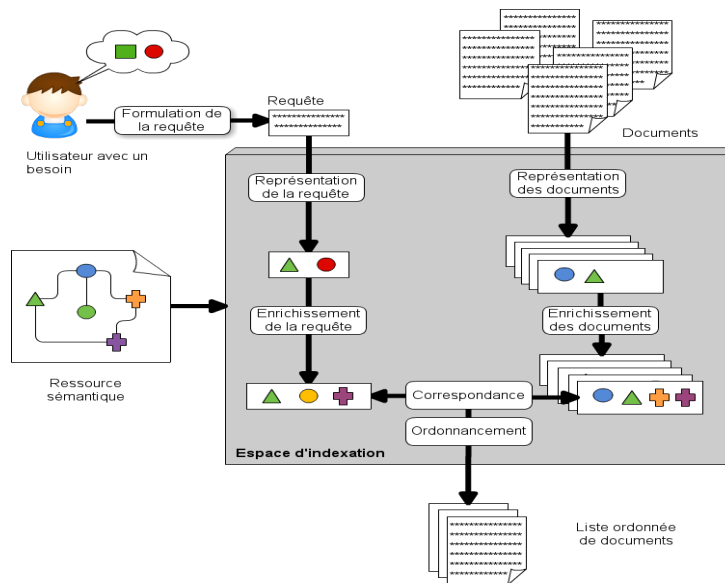 Formulation de
la requête
Requête
Utilisateur avec un
besoin
Documents
Représentation
de la requête
Représentation
des documents
Enrichissement
de la requête
Enrichissement
des documents
Ressource
sémantique
Correspondance
Ordonnancement
Espace d'indexation
Liste ordonnée
de documents